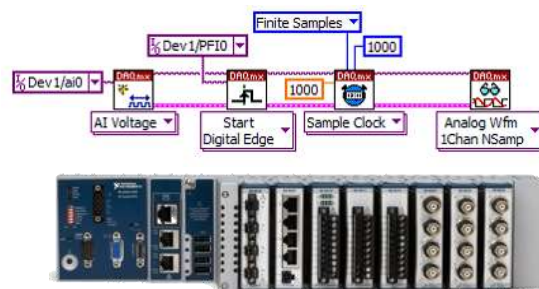 Finite Samples
Dev1/PFI0
1000
Dev1/ai0
DAQmx
DAQmx
1000
DAQmx
DAQmx
AI Voltage
Start
Digital Edge
Sample Clock
Analog Wfm
1Chan NSamp